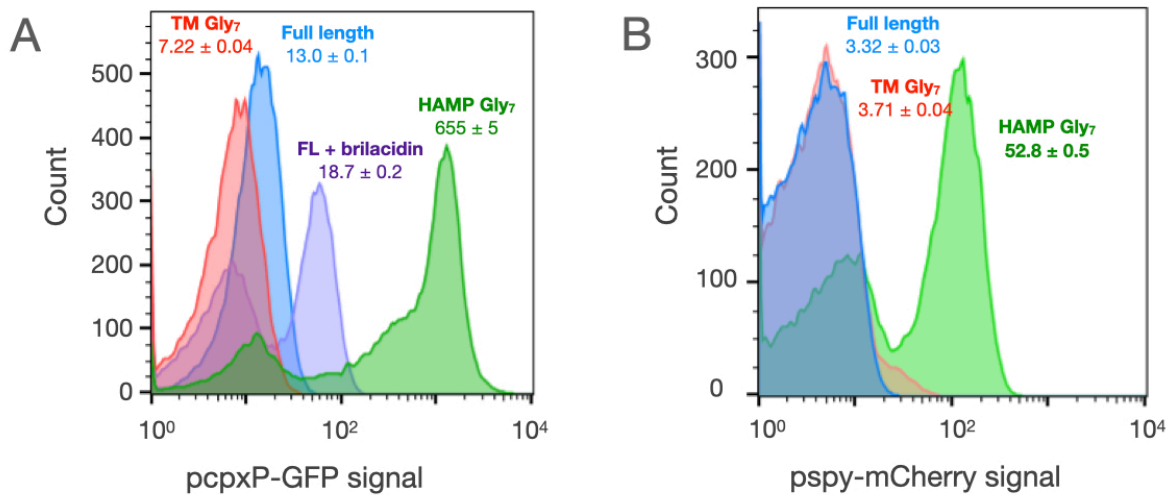 A
TM Gly₇
7.22 ± 0.04
Full length
13.0 ± 0.1
FL + brilacidin
18.7 ± 0.2
HAMP Gly₇
655 ± 5
Count
500
400
300
200
100
0
10⁰
10²
10⁴
pcpxP-GFP signal
B
Full length
3.32 ± 0.03
TM Gly₇
3.71 ± 0.04
HAMP Gly₇
52.8 ± 0.5
Count
300
200
100
0
10⁰
10²
10⁴
pspy-mCherry signal